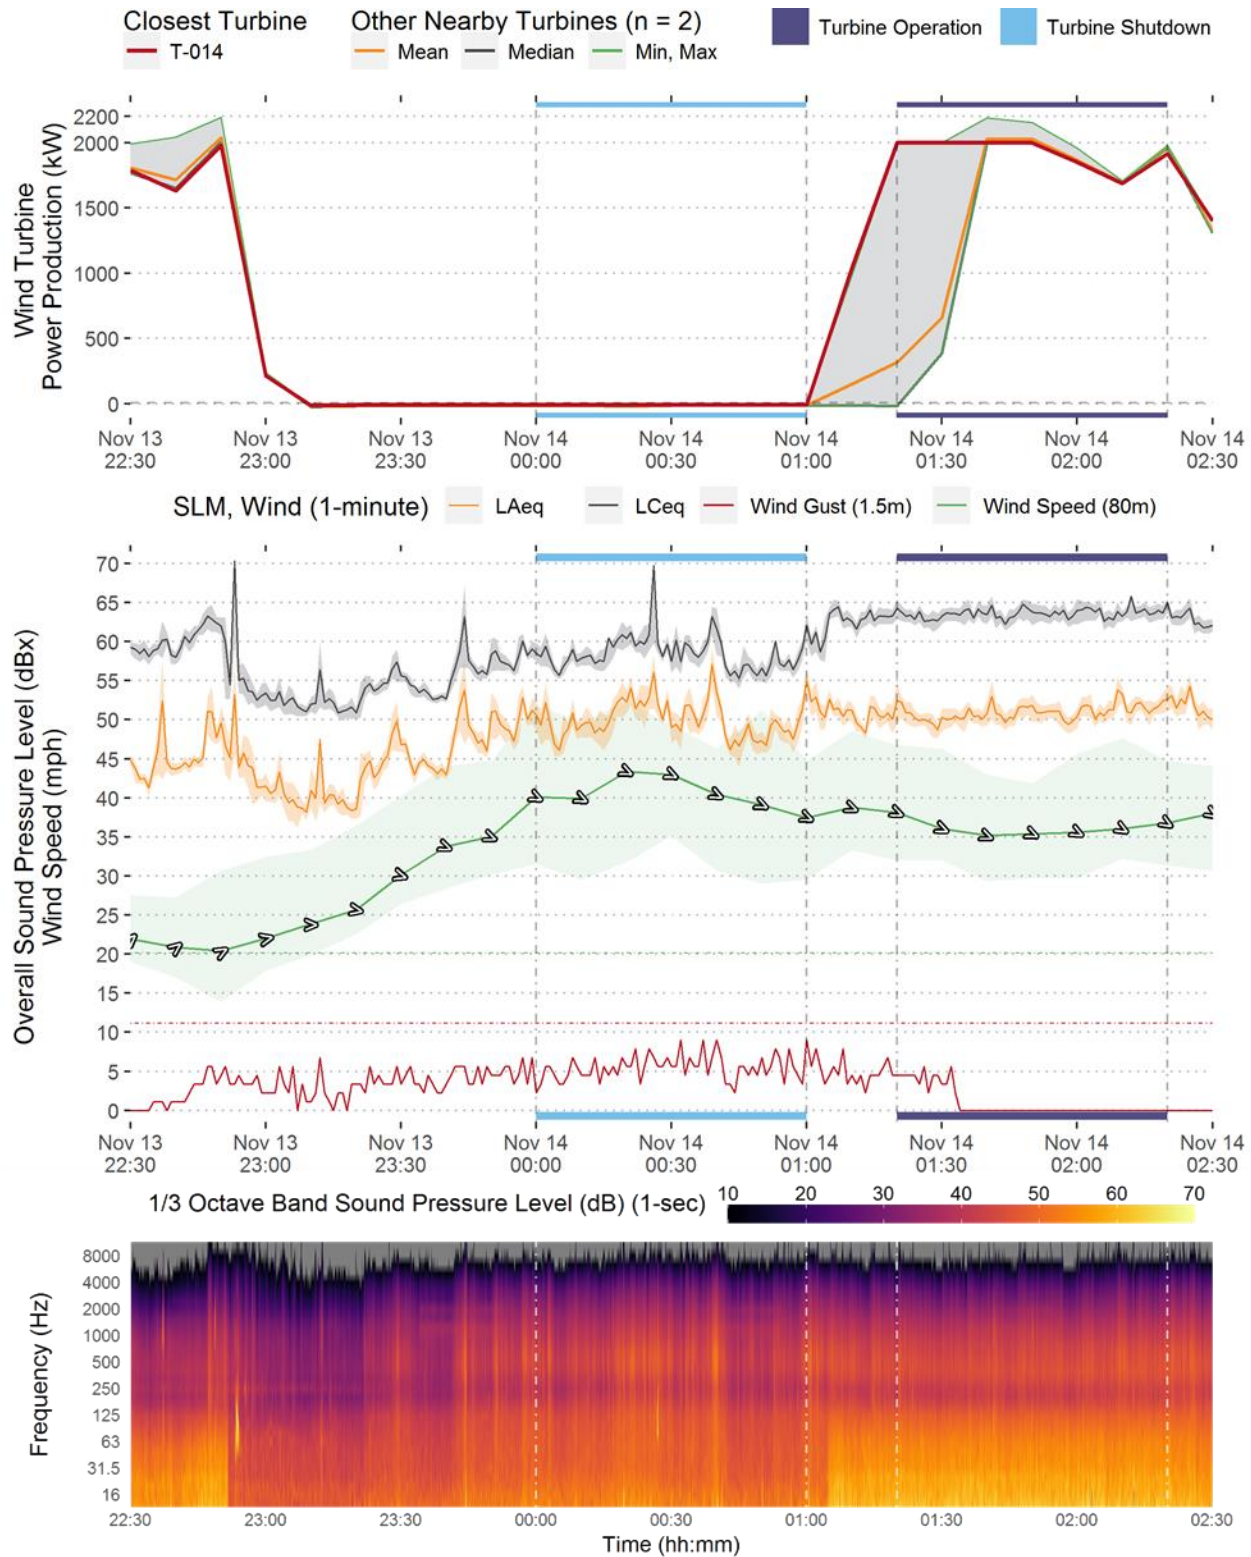 Closest Turbine
T-014
Other Nearby Turbines (n = 2)
Mean Median Min, Max
Turbine Operation Turbine Shutdown
Wind Turbine
Power Production (kW)
2200
2000
1500
1000
500
0
Nov 13 Nov 13 Nov 13 Nov 14 Nov 14 Nov 14 Nov 14 Nov 14 Nov 14
22:30 23:00 23:30 00:00 00:30 01:00 01:30 02:00 02:30
SLM, Wind (1-minute) LAeq LCeq Wind Gust (1.5m) Wind Speed (80m)
Overall Sound Pressure Level (dBx)
Wind Speed (mph)
70
65
60
55
50
45
40
35
30
25
20
15
10
5
0
Nov 13 Nov 13 Nov 13 Nov 14 Nov 14 Nov 14 Nov 14 Nov 14 Nov 14
22:30 23:00 23:30 00:00 00:30 01:00 01:30 02:00 02:30
1/3 Octave Band Sound Pressure Level (dB) (1-sec)
10 20 30 40 50 60 70
Frequency (Hz)
8000
4000
2000
1000
500
250
125
63
31.5
16
22:30 23:00 23:30 00:00 00:30 01:00 01:30 02:00 02:30
Time (hh:mm)